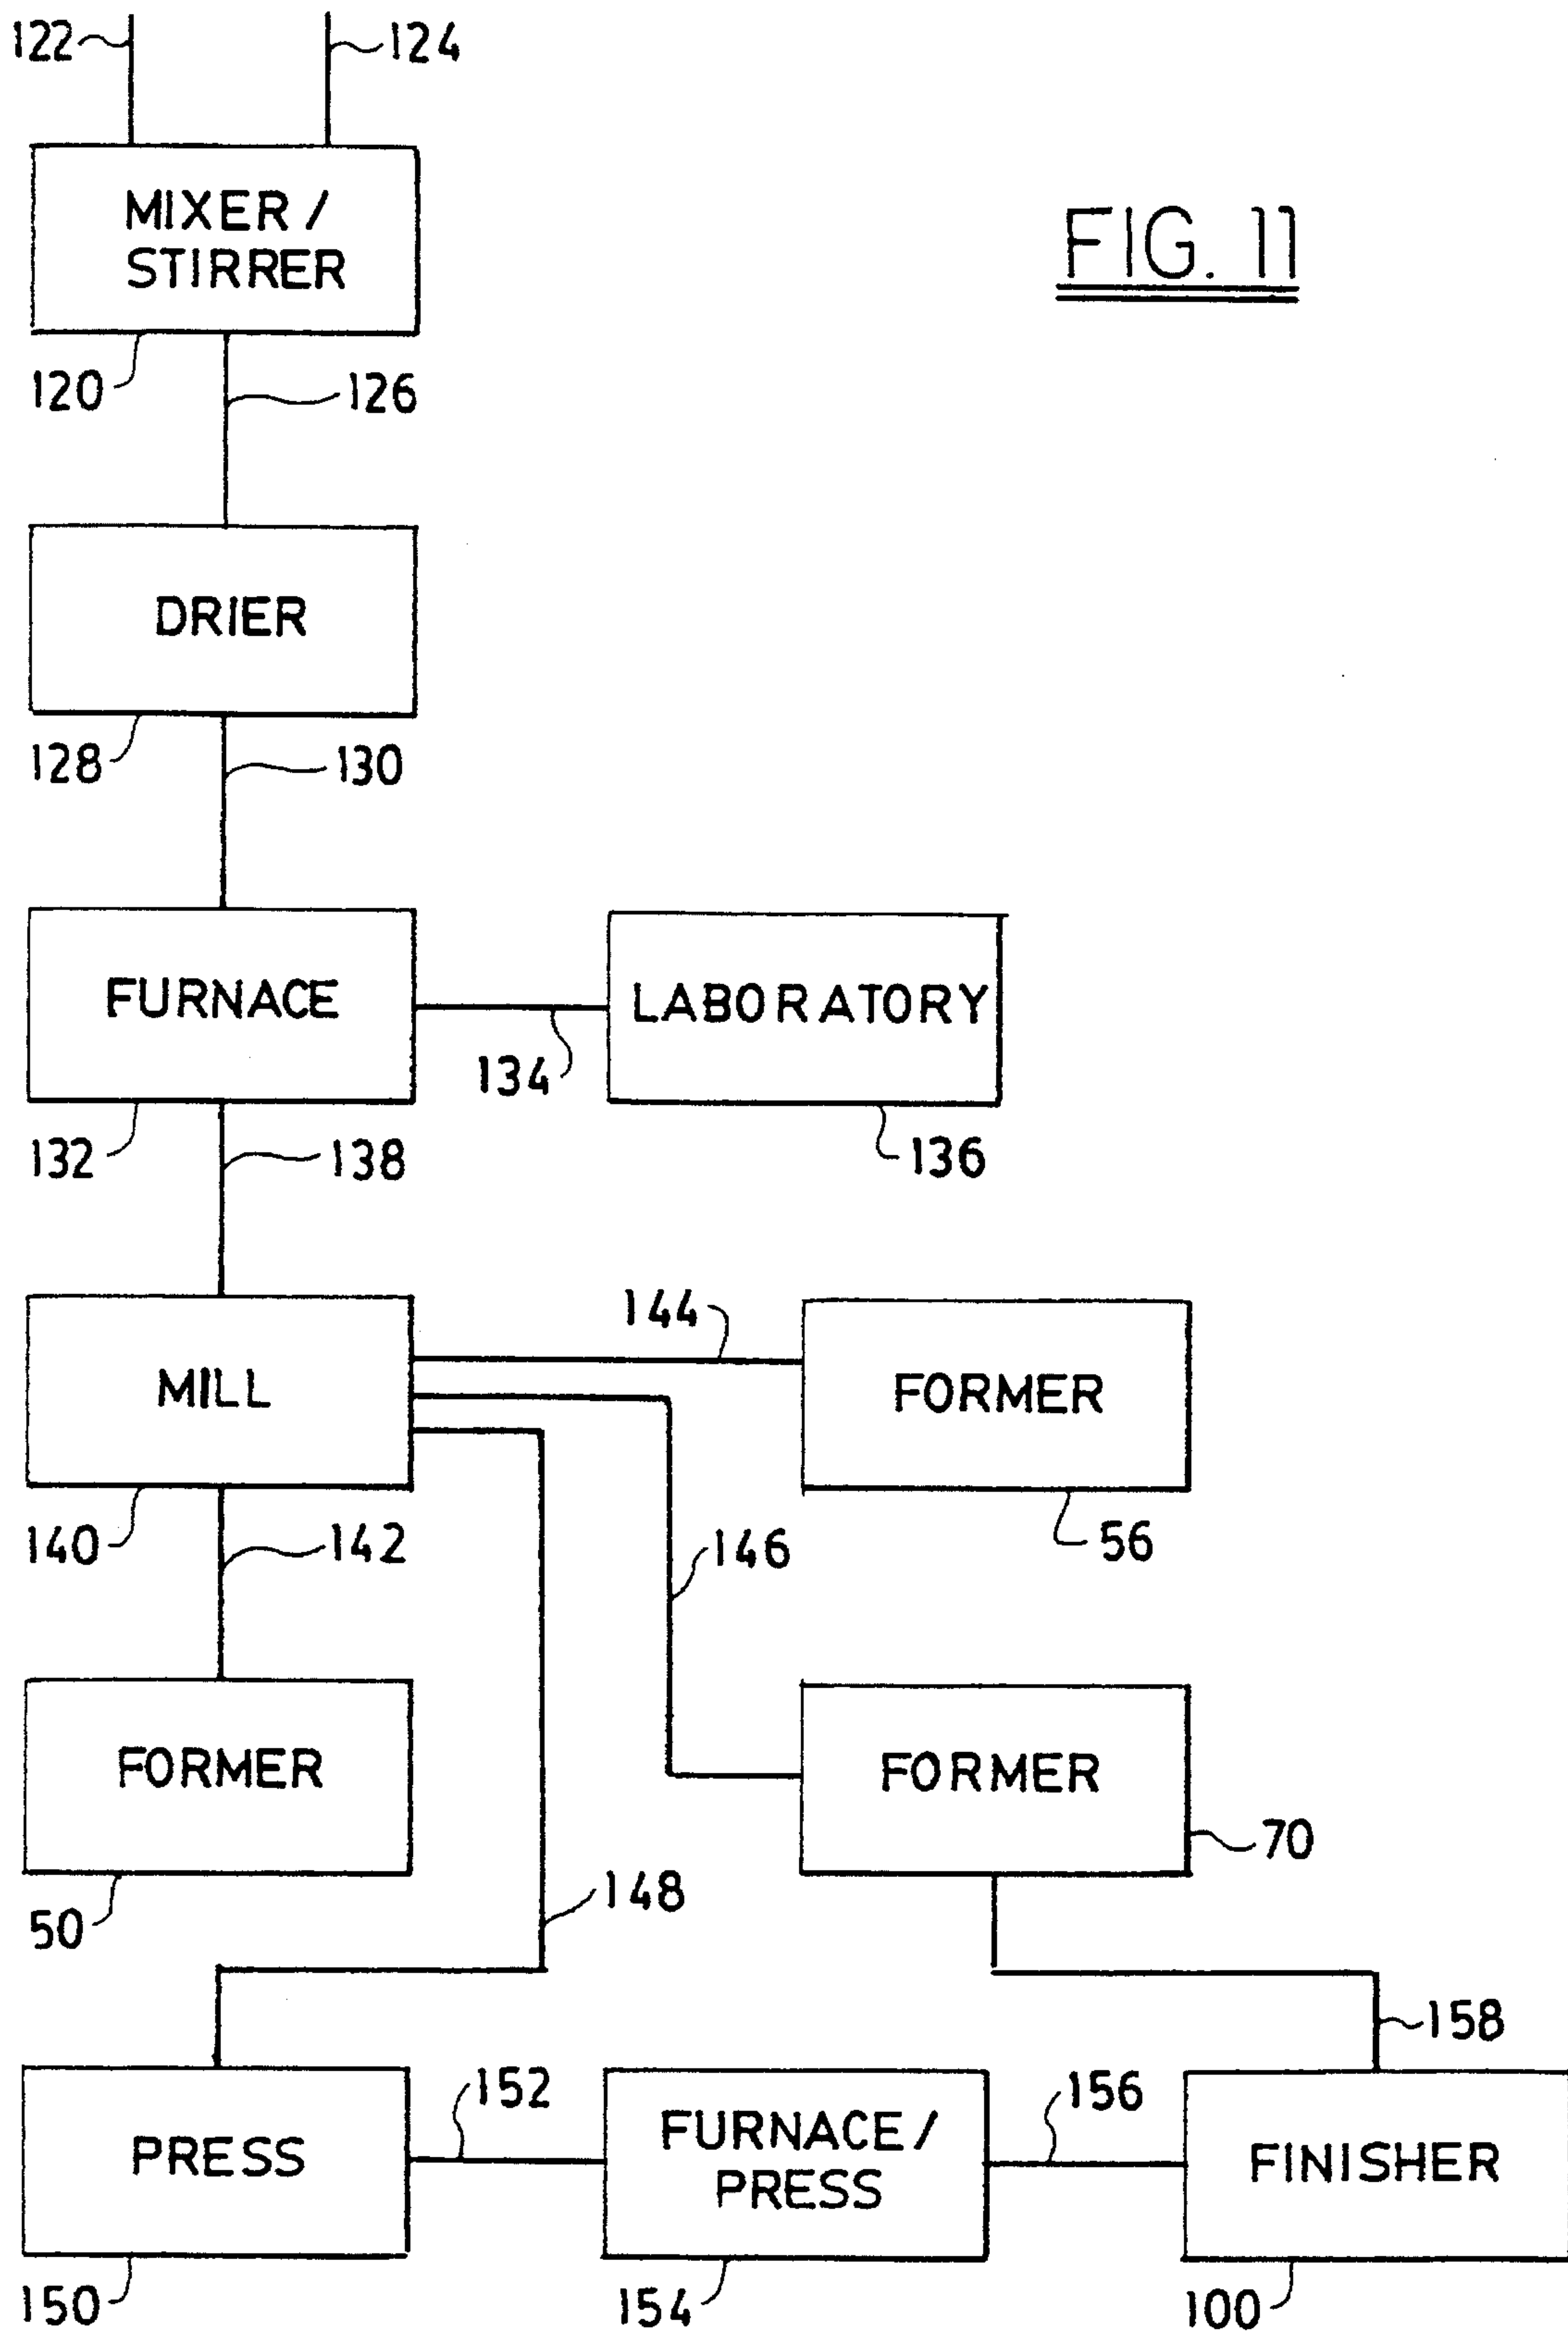 122
124
MIXER /
STIRRER
FIG. 11
120
126
DRIER
128
130
FURNACE
LABORATORY
134
132
138
136
144
MILL
FORMER
140
142
146
56
FORMER
FORMER
70
148
50
158
152
156
PRESS
FURNACE /
PRESS
FINISHER
150
154
100